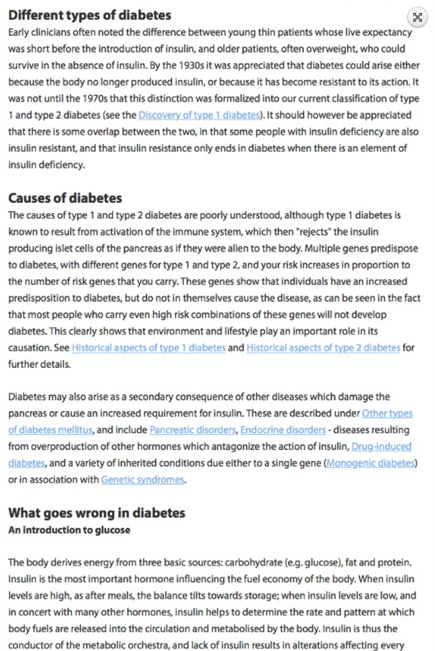 Different types of diabetes
Early clinicians often noted the difference between young thin patients whose live expectancy
was short before the introduction of insulin, and older patients, often overweight, who could
survive in the absence of insulin. By the 1930s it was appreciated that diabetes could arise either
because the body no longer produced insulin, or because it has become resistant to its action. It
was not until the 1970s that this distinction was formalized into our current classification of type
1 and type 2 diabetes (see the Discovery of type 1 diabetes). It should however be appreciated
that there is some overlap between the two, in that some people with insulin deficiency are also
insulin resistant, and that insulin resistance only ends in diabetes when there is an element of
insulin deficiency.
Causes of diabetes
The causes of type 1 and type 2 diabetes are poorly understood, although type 1 diabetes is
known to result from activation of the immune system, which then "rejects" the insulin
producing islet cells of the pancreas as if they were alien to the body. Multiple genes predispose
to diabetes, with different genes for type 1 and type 2, and your risk increases in proportion to
the number of risk genes that you carry. These genes show that individuals have an increased
predisposition to diabetes, but do not in themselves cause the disease, as can be seen in the fact
that most people who carry even high risk combinations of these genes will not develop
diabetes. This clearly shows that environment and lifestyle play an important role in its
causation. See Historical aspects of type 1 diabetes and Historical aspects of type 2 diabetes for
further details.
Diabetes may also arise as a secondary consequence of other diseases which damage the
pancreas or cause an increased requirement for insulin. These are described under Other types
of diabetes mellitus, and include Pancreatic disorders, Endocrine disorders - diseases resulting
from overproduction of other hormones which antagonize the action of insulin, Drug-induced
diabetes, and a variety of inherited conditions due either to a single gene (Monogenic diabetes)
or in association with Genetic syndromes.
What goes wrong in diabetes
An introduction to glucose
The body derives energy from three basic sources: carbohydrate (e.g. glucose), fat and protein.
Insulin is the most important hormone influencing the fuel economy of the body. When insulin
levels are high, as after meals, the balance tilts towards storage; when insulin levels are low, and
in concert with many other hormones, insulin helps to determine the rate and pattern at which
body fuels are released into the circulation and metabolised by the body. Insulin is thus the
conductor of the metabolic orchestra, and lack of insulin results in alterations affecting every